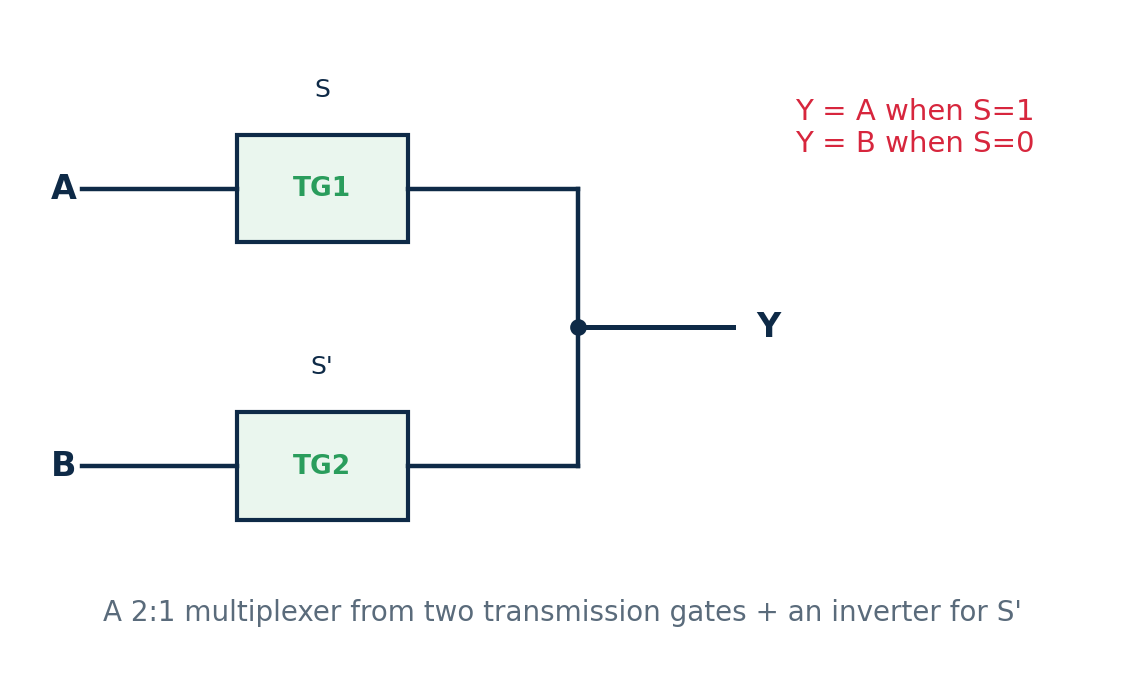 S
Y = A when S=1
Y = B when S=0
A
TG1
Y
S'
B
TG2
A 2:1 multiplexer from two transmission gates + an inverter for S'